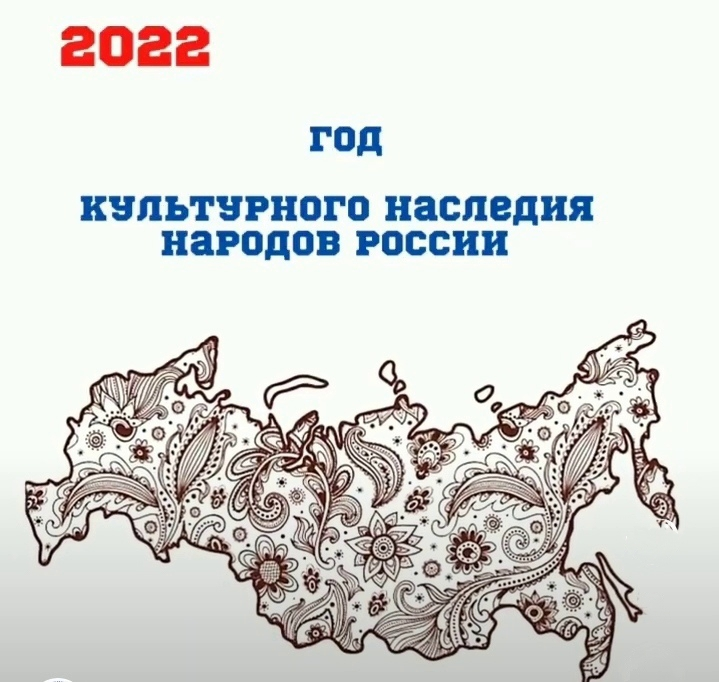 2022
год
культурного наследия
народов россии